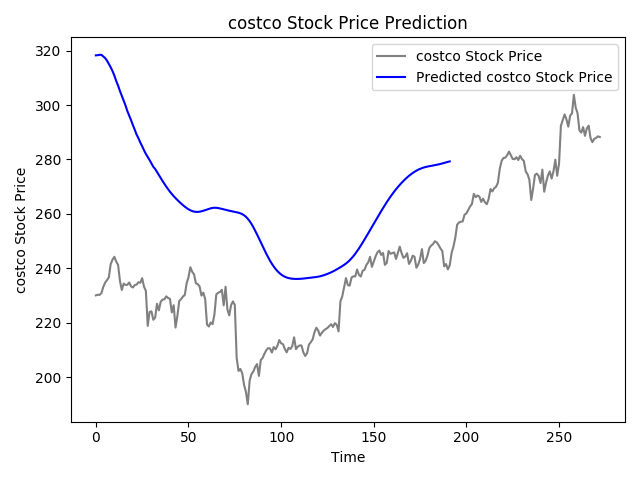 costco Stock Price Prediction
costco Stock Price
Predicted costco Stock Price
costco Stock Price
320
300
280
260
240
220
200
0
50
100
150
200
250
Time